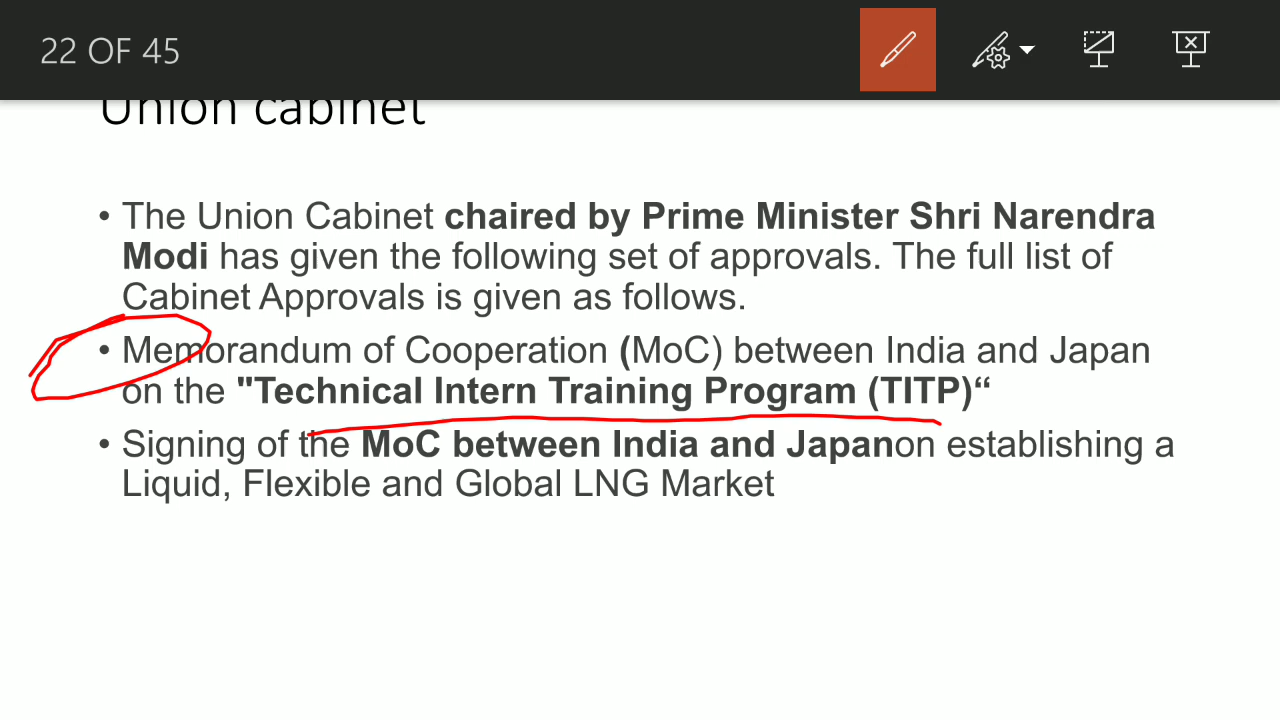 22 OF 45
Union cabinet
• The Union Cabinet chaired by Prime Minister Shri Narendra
Modi has given the following set of approvals. The full list of
Cabinet Approvals is given as follows.
• Memorandum of Cooperation (MoC) between India and Japan
on the "Technical Intern Training Program (TITP)“
• Signing of the MoC between India and Japanon establishing a
Liquid, Flexible and Global LNG Market